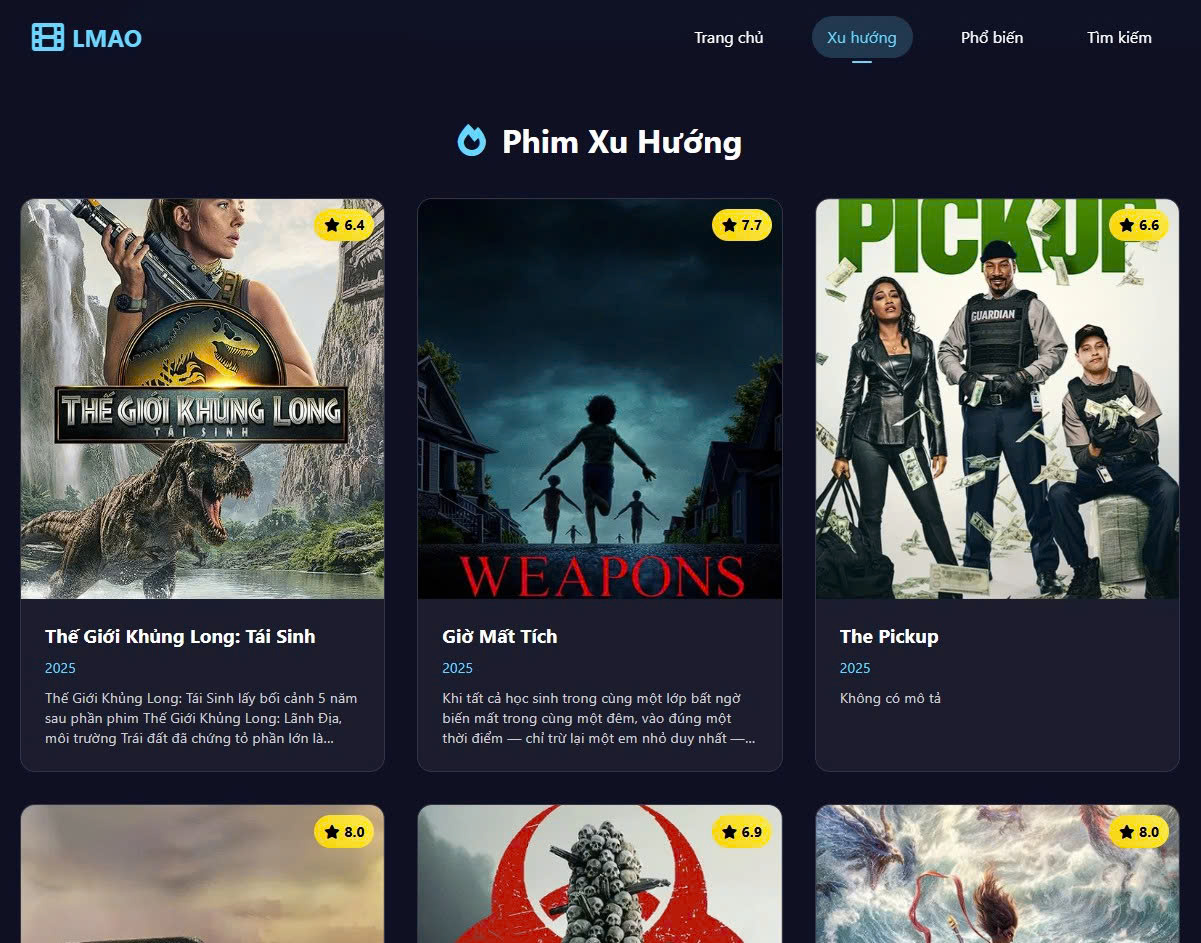 LMAO
Trang chủ
Xu hướng
Phổ biến
Tìm kiếm
Phim Xu Hướng
6.4
THẾ GIỚI KHỦNG LONG
TÁI SINH
7.7
WEAPONS
PICKUP
6.6
GUARDIAN
Thế Giới Khủng Long: Tái Sinh
2025
Thế Giới Khủng Long: Tái Sinh lấy bối cảnh 5 năm
sau phần phim Thế Giới Khủng Long: Lãnh Địa,
môi trường Trái đất đã chứng tỏ phần lớn là...
Giờ Mất Tích
2025
Khi tất cả học sinh trong cùng một lớp bất ngờ
biến mất trong cùng một đêm, vào đúng một
thời điểm — chỉ trừ lại một em nhỏ duy nhất —...
The Pickup
2025
Không có mô tả
8.0
6.9
8.0